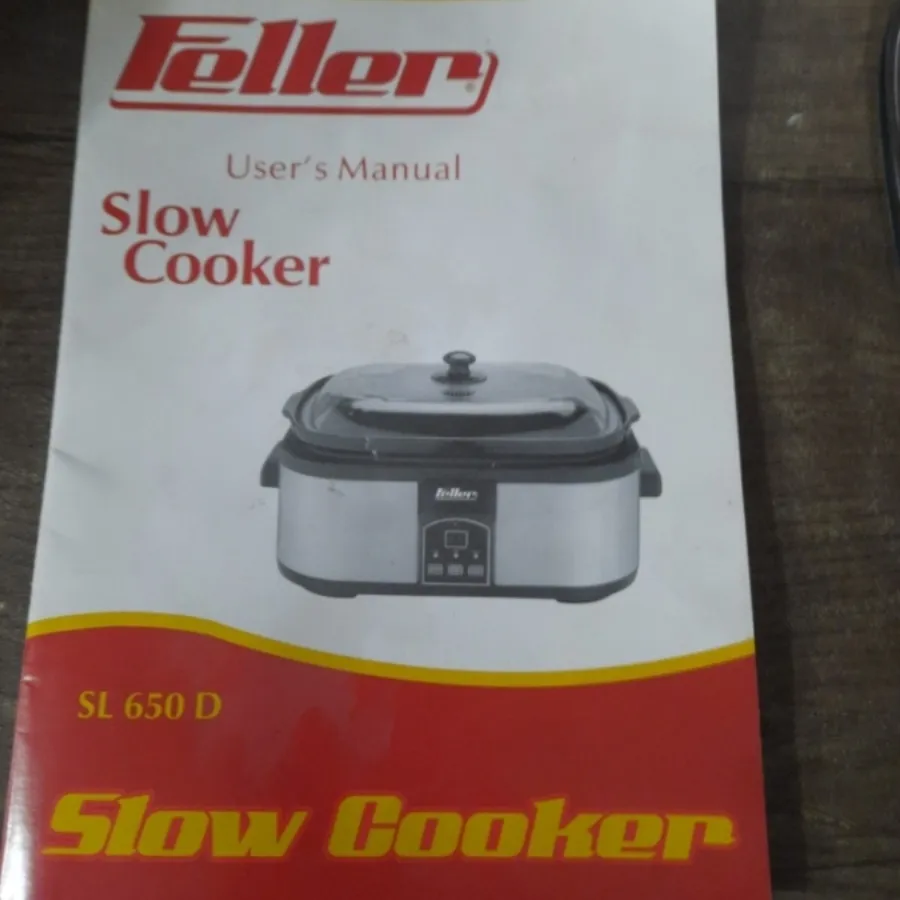 Feller
User's Manual
Slow
Cooker
Feller
SL 650 D
Slow Cooker